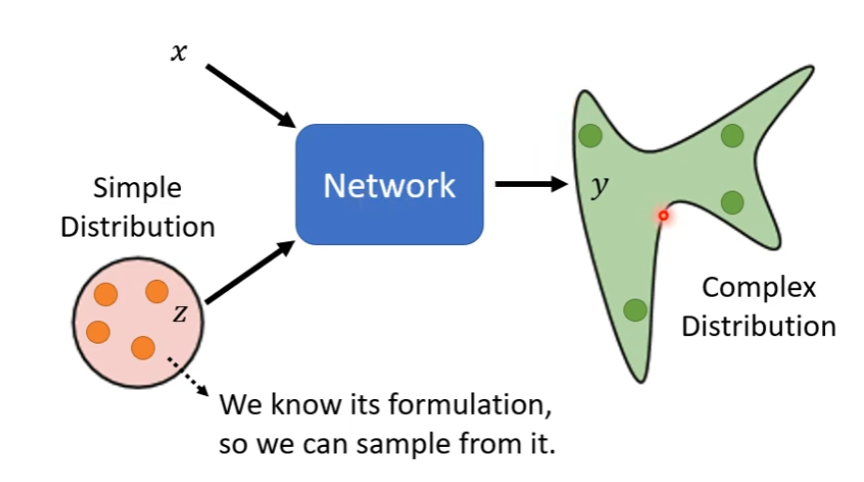 x
Network
Simple
Distribution
z
y
Complex
Distribution
We know its formulation,
so we can sample from it.